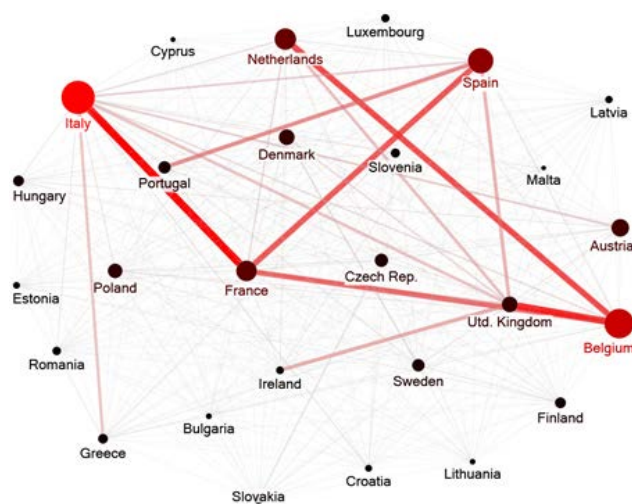 Luxembourg
Cyprus
Netherlands
Spain
Italy
Latvia
Denmark
Slovenia
Portugal
Malta
Hungary
Austria
Czech Rep.
Poland
France
Estonia
Utd. Kingdom
Belgium
Romania
Ireland
Sweden
Finland
Bulgaria
Greece
Croatia
Lithuania
Slovakia